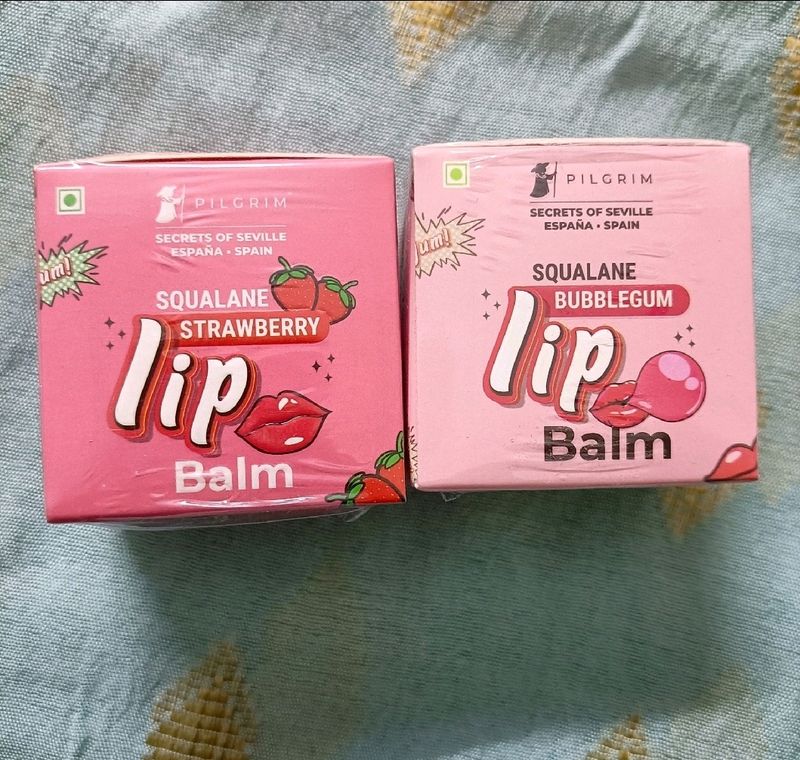 PILGRIM
SECRETS OF SEVILLE
ESPAÑA • SPAIN
SQUALANE
STRAWBERRY
lip
Balm
PILGRIM
SECRETS OF SEVILLE
ESPAÑA • SPAIN
um!
SQUALANE
BUBBLEGUM
lip
Balm